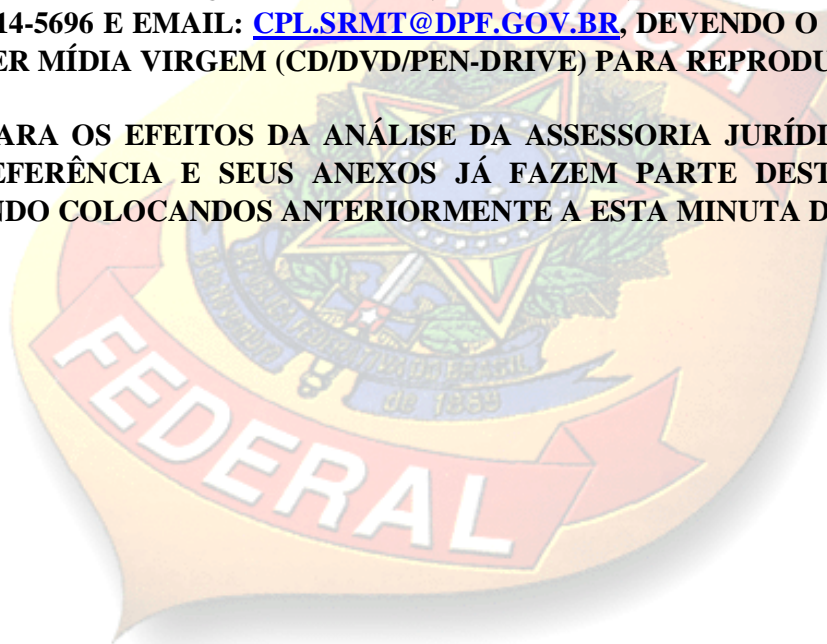 14-5696 E EMAIL: CPL.SRMT@DPF.GOV.BR, DEVENDO O
ER MÍDIA VIRGEM (CD/DVD/PEN-DRIVE) PARA REPRODU
ARA OS EFEITOS DA ANÁLISE DA ASSESSORIA JURÍDI
EFERÊNCIA E SEUS ANEXOS JÁ FAZEM PARTE DEST
NDO COLOCANDOS ANTERIORMENTE A ESTA MINUTA D
de 1889
FEDERAL